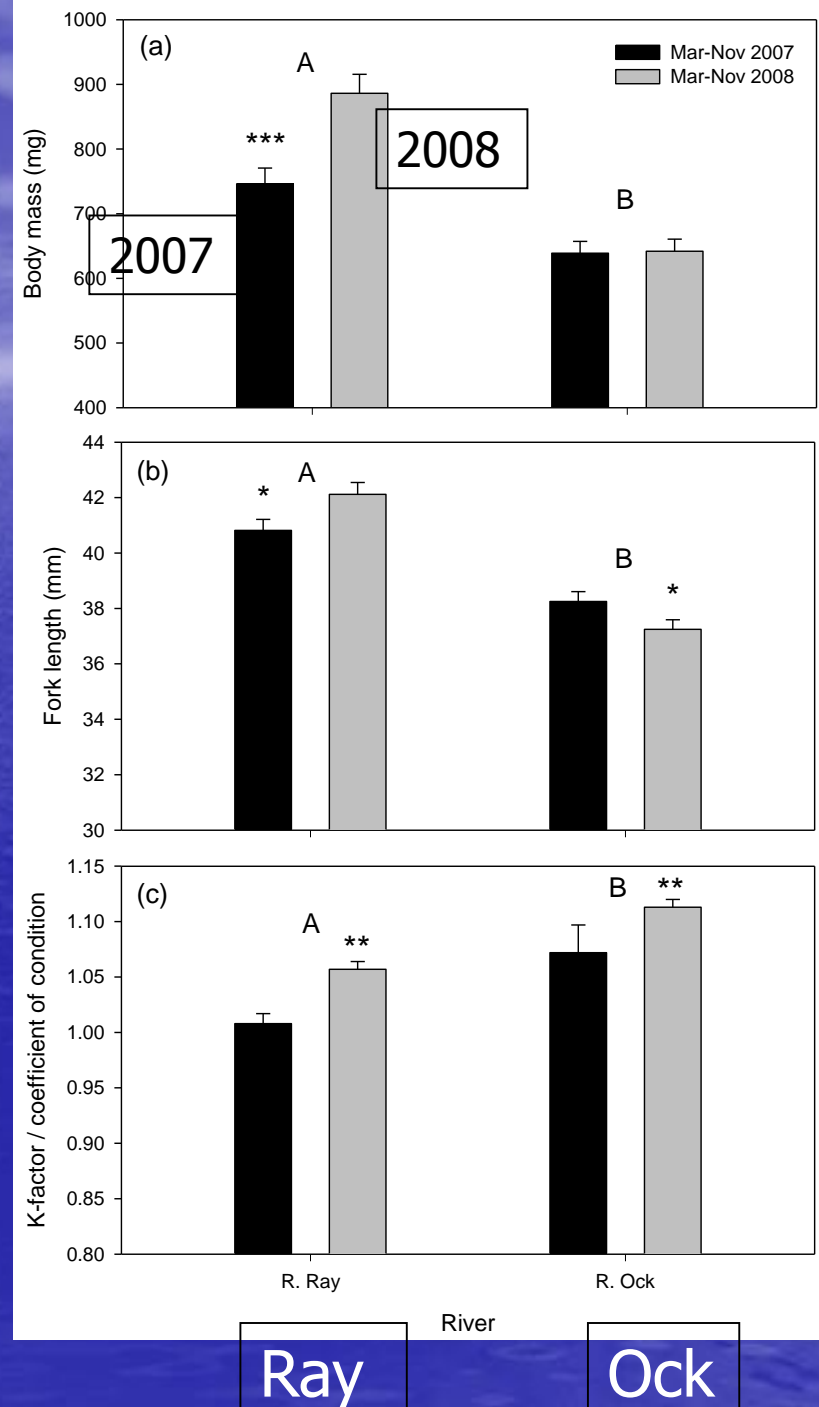 1000
900
800
700
600
500
400
Body mass (mg)
(a)
A
***
B
Mar-Nov 2007
Mar-Nov 2008
2008
2007
44
42
40
38
36
34
32
30
Fork length (mm)
(b)
A
*
B
*
1.15
1.10
1.05
1.00
0.95
0.90
0.85
0.80
K-factor / coefficient of condition
(c)
A
**
B
**
R. Ray
R. Ock
River
Ray
Ock